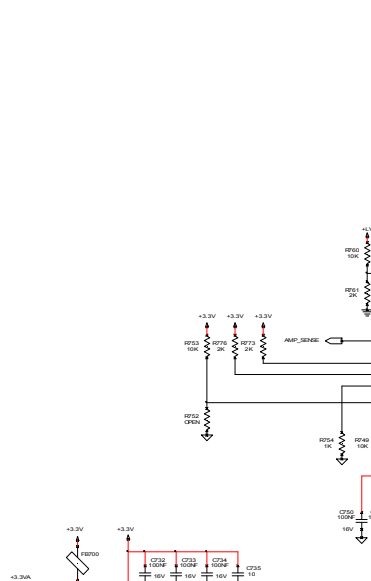 R760
10K
R761
2K
+3.3V +3.3V +3.3V
R753
10K
R776
2K
R773
2K
AMP_SENSE
R752
OPEN
R754
1K
R749
10K
C750
100NF
16V
+3.3V +3.3V
FB700
C732
100NF
16V
C733
100NF
16V
C734
100NF
16V
C735
10
+3.3VA